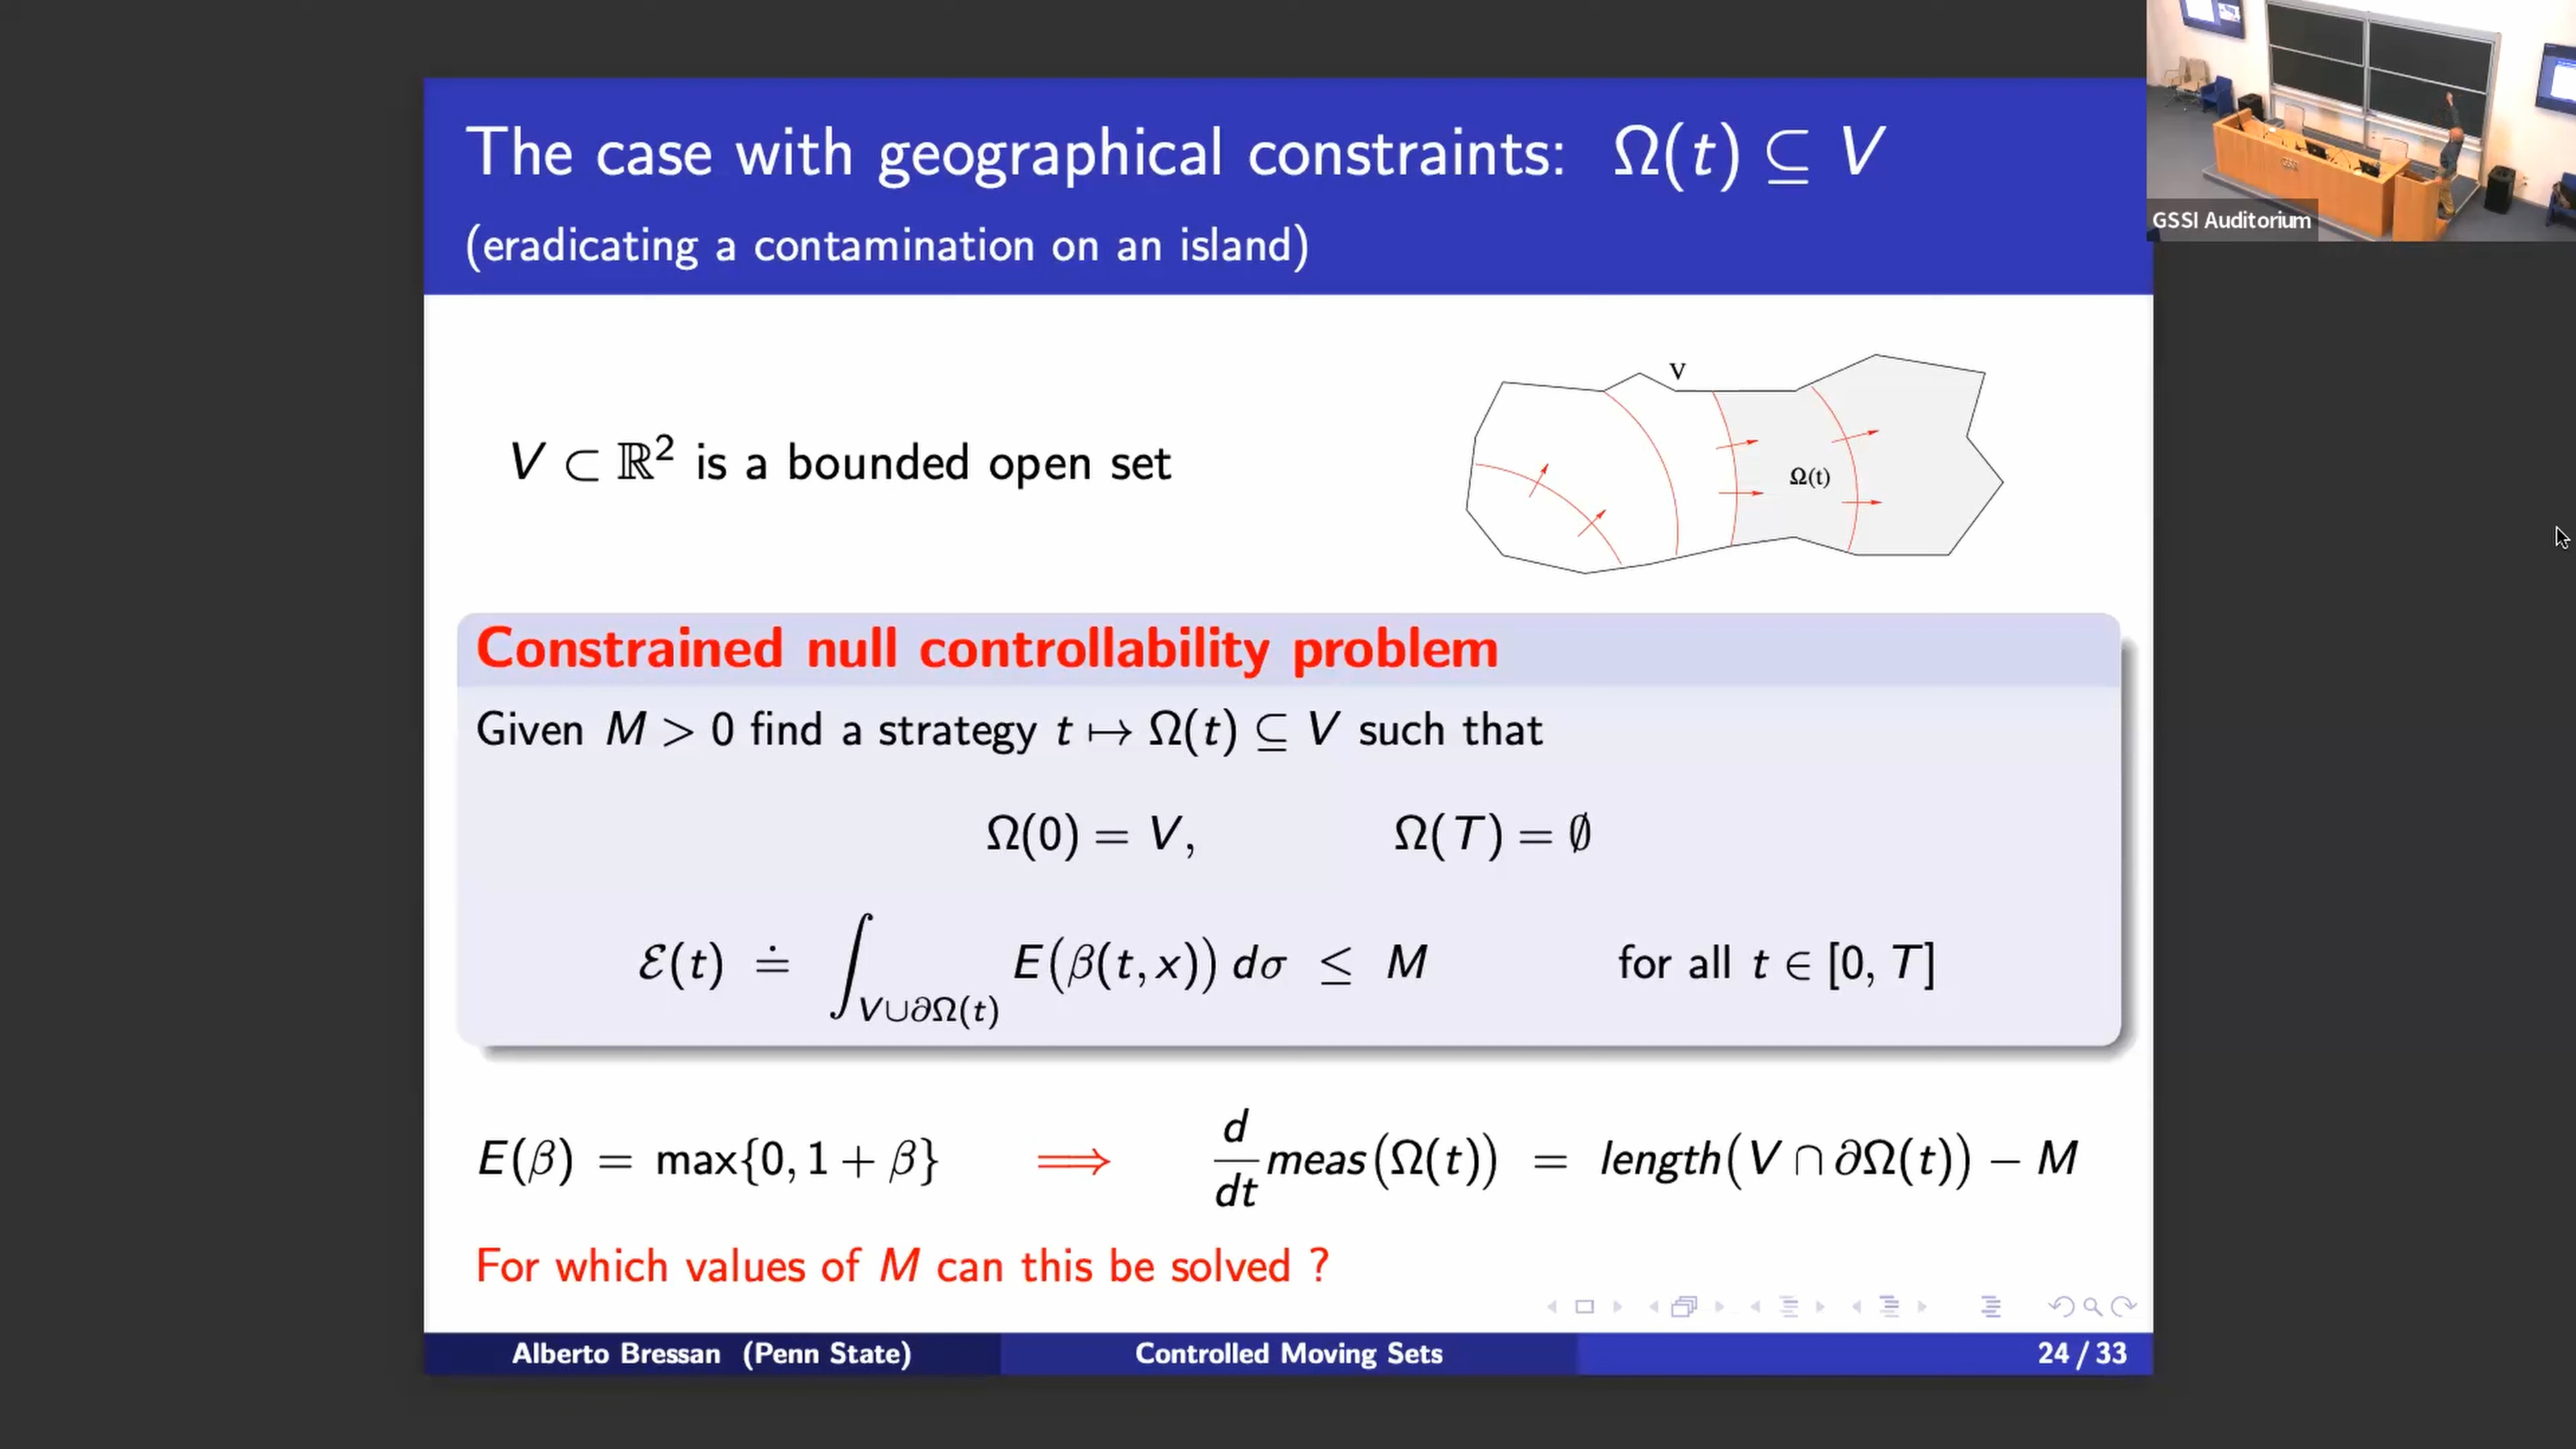 The case with geographical constraints: Ω(t) ⊆ V
(eradicating a contamination on an island)
GSSI Auditorium
V ⊂ ℝ² is a bounded open set
V
Ω(t)
Constrained null controllability problem
Given M > 0 find a strategy t ↦ Ω(t) ⊆ V such that
Ω(0) = V, Ω(T) = ∅
ℰ(t) ≐ ∫_{V∪∂Ω(t)} E(β(t, x)) dσ ≤ M for all t ∈ [0, T]
E(β) = max{0, 1 + β} ⟹ d/dt meas(Ω(t)) = length(V ∩ ∂Ω(t)) − M
For which values of M can this be solved ?
Alberto Bressan (Penn State) Controlled Moving Sets 24 / 33